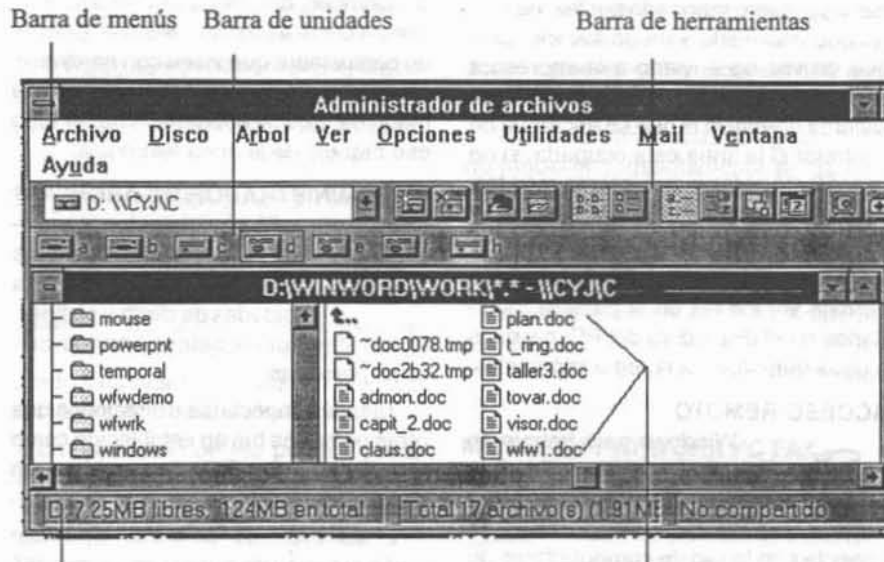 Barra de menús Barra de unidades Barra de herramientas
Administrador de archivos
Archivo Disco Arbol Ver Opciones Utilidades Mail Ventana
Ayuda
D: \\CYJ\C
a b c d e f h
D:\WINWORD\WORK\*.* - \\CYJ\C
mouse
powerpnt
temporal
wfwdemo
wfwrk
windows
~doc0078.tmp
~doc2b32.tmp
admon.doc
capit_2.doc
claus.doc
plan.doc
t_ring.doc
taller3.doc
tovar.doc
visor.doc
wfw1.doc
D: 7,25MB libres, 124MB en total Total 17 archivo(s) (1,91M No compartido